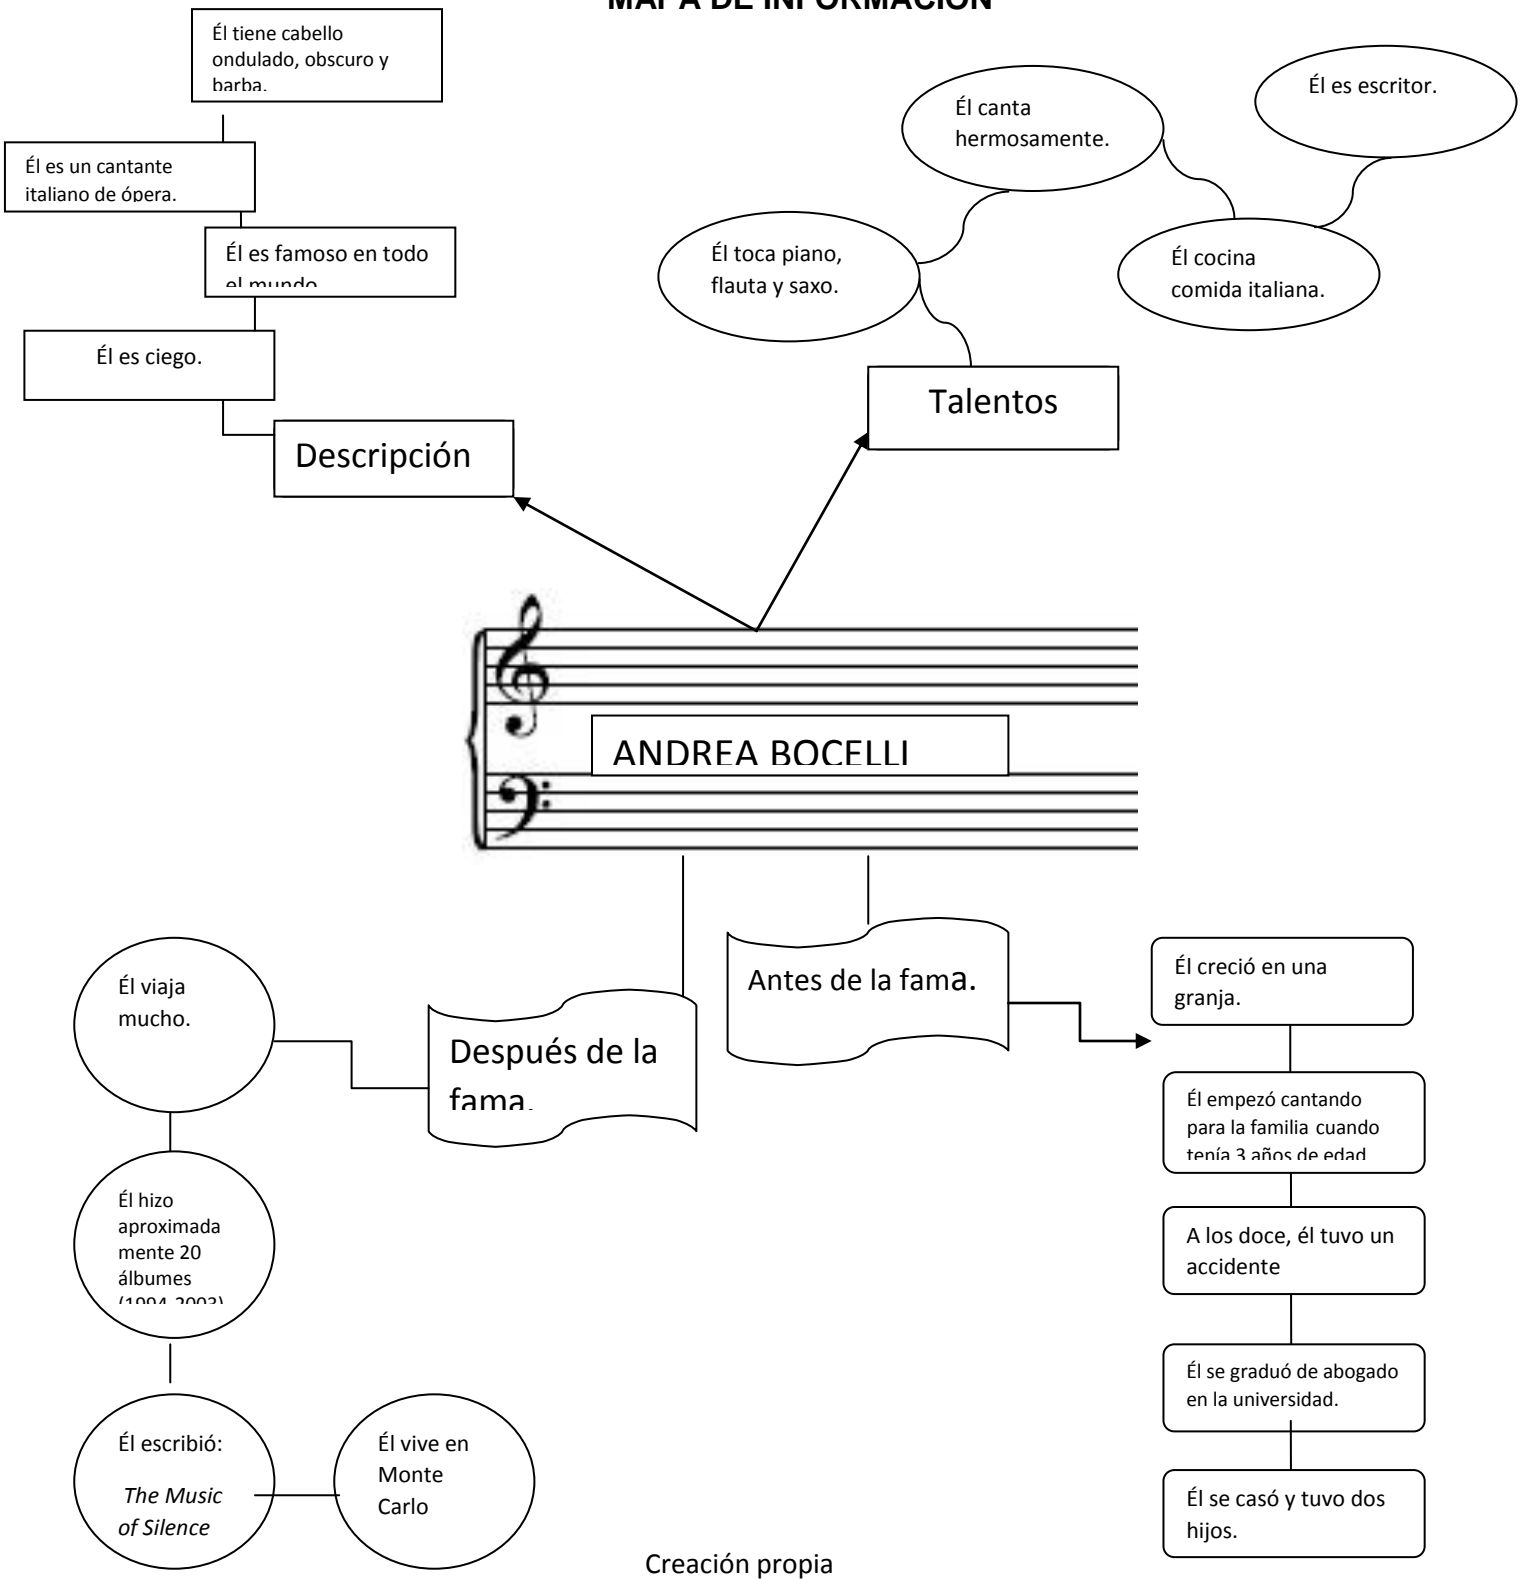 MAPA DE INFORMACIÓN
Él tiene cabello
ondulado, obscuro y
barba.
Él es un cantante
italiano de ópera.
Él es famoso en todo
el mundo
Él es ciego.
Descripción
Él toca piano,
flauta y saxo.
Él canta
hermosamente.
Él cocina
comida italiana.
Él es escritor.
Talentos
ANDREA BOCELLI
Después de la
fama.
Él viaja
mucho.
Él hizo
aproximada
mente 20
álbumes
(1994-2003)
Él escribió:
The Music
of Silence
Él vive en
Monte
Carlo
Antes de la fama.
Él creció en una
granja.
Él empezó cantando
para la familia cuando
tenía 3 años de edad
A los doce, él tuvo un
accidente
Él se graduó de abogado
en la universidad.
Él se casó y tuvo dos
hijos.
Creación propia